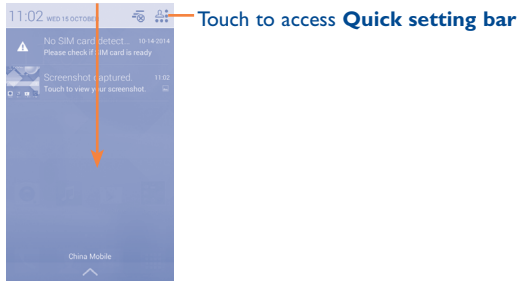 11:02 WED 15 OCTOBER
Touch to access Quick setting bar
No SIM card detect... 10-14-2014
Please check if SIM card is ready
Screenshot captured. 11:02
Touch to view your screenshot.
China Mobile